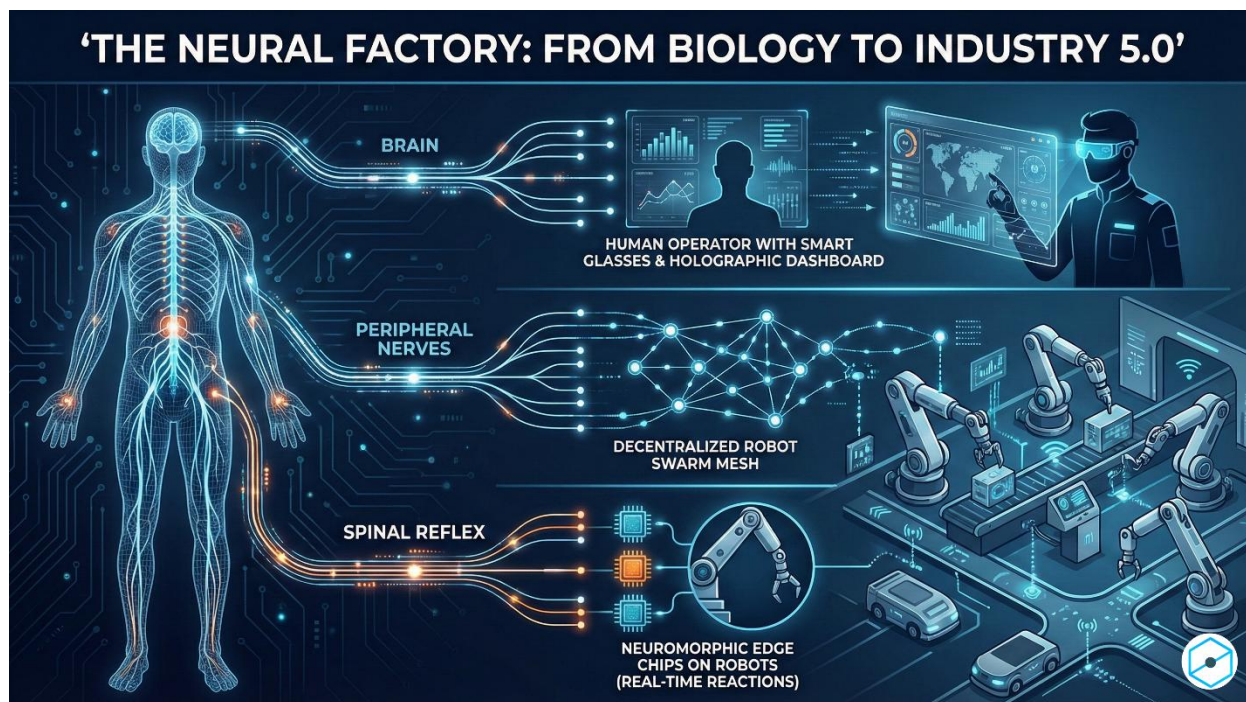 ‘THE NEURAL FACTORY: FROM BIOLOGY TO INDUSTRY 5.0’
BRAIN
HUMAN OPERATOR WITH SMART
GLASSES & HOLOGRAPHIC DASHBOARD
PERIPHERAL
NERVES
DECENTRALIZED ROBOT
SWARM MESH
SPINAL REFLEX
NEUROMORPHIC EDGE
CHIPS ON ROBOTS
(REAL-TIME REACTIONS)